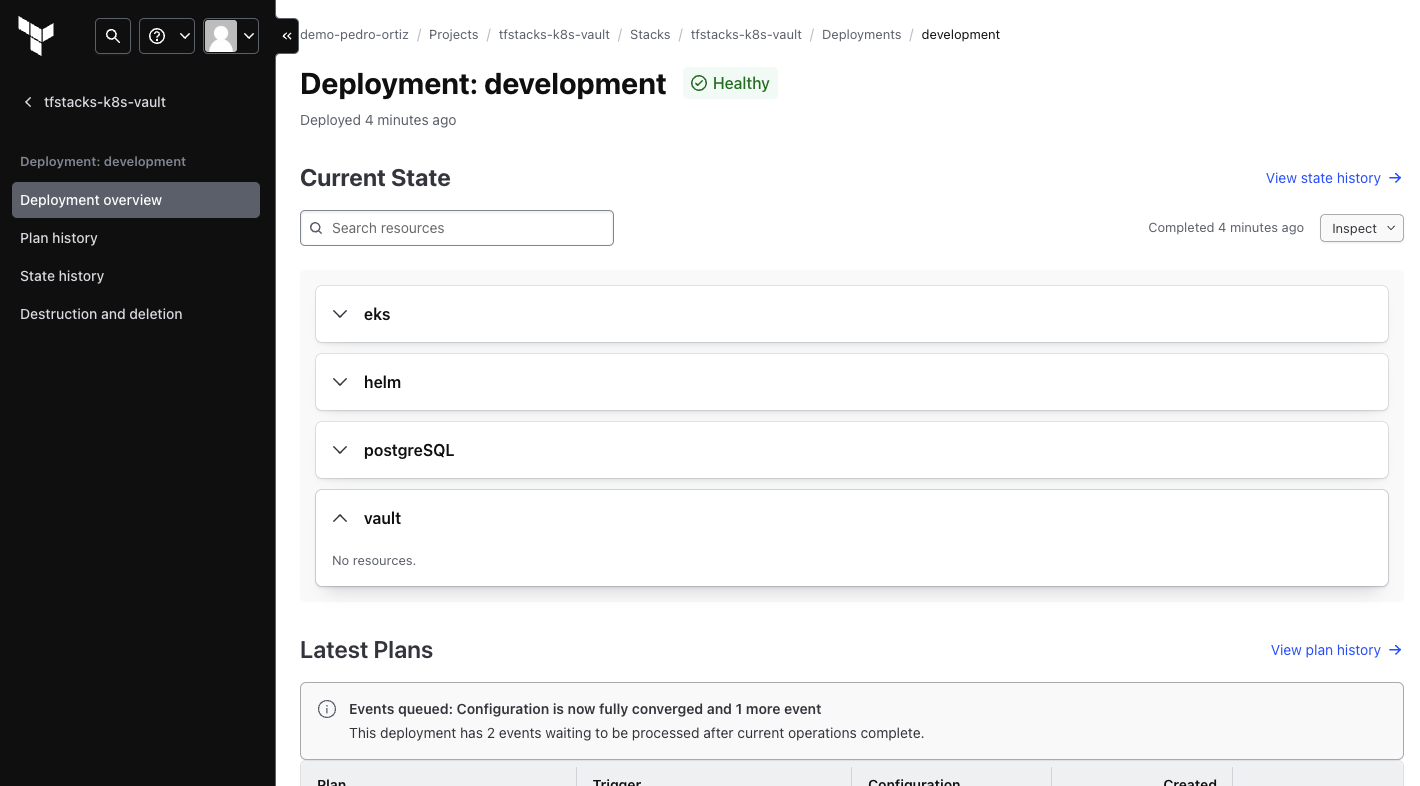 demo-pedro-ortiz / Projects / tfstacks-k8s-vault / Stacks / tfstacks-k8s-vault / Deployments / development
tfstacks-k8s-vault
Deployment: development
Deployment overview
Plan history
State history
Destruction and deletion
Deployment: development Healthy
Deployed 4 minutes ago
Current State View state history
Search resources Completed 4 minutes ago Inspect
eks
helm
postgreSQL
vault
No resources.
Latest Plans View plan history
Events queued: Configuration is now fully converged and 1 more event
This deployment has 2 events waiting to be processed after current operations complete.
Plan Trigger Configuration Created